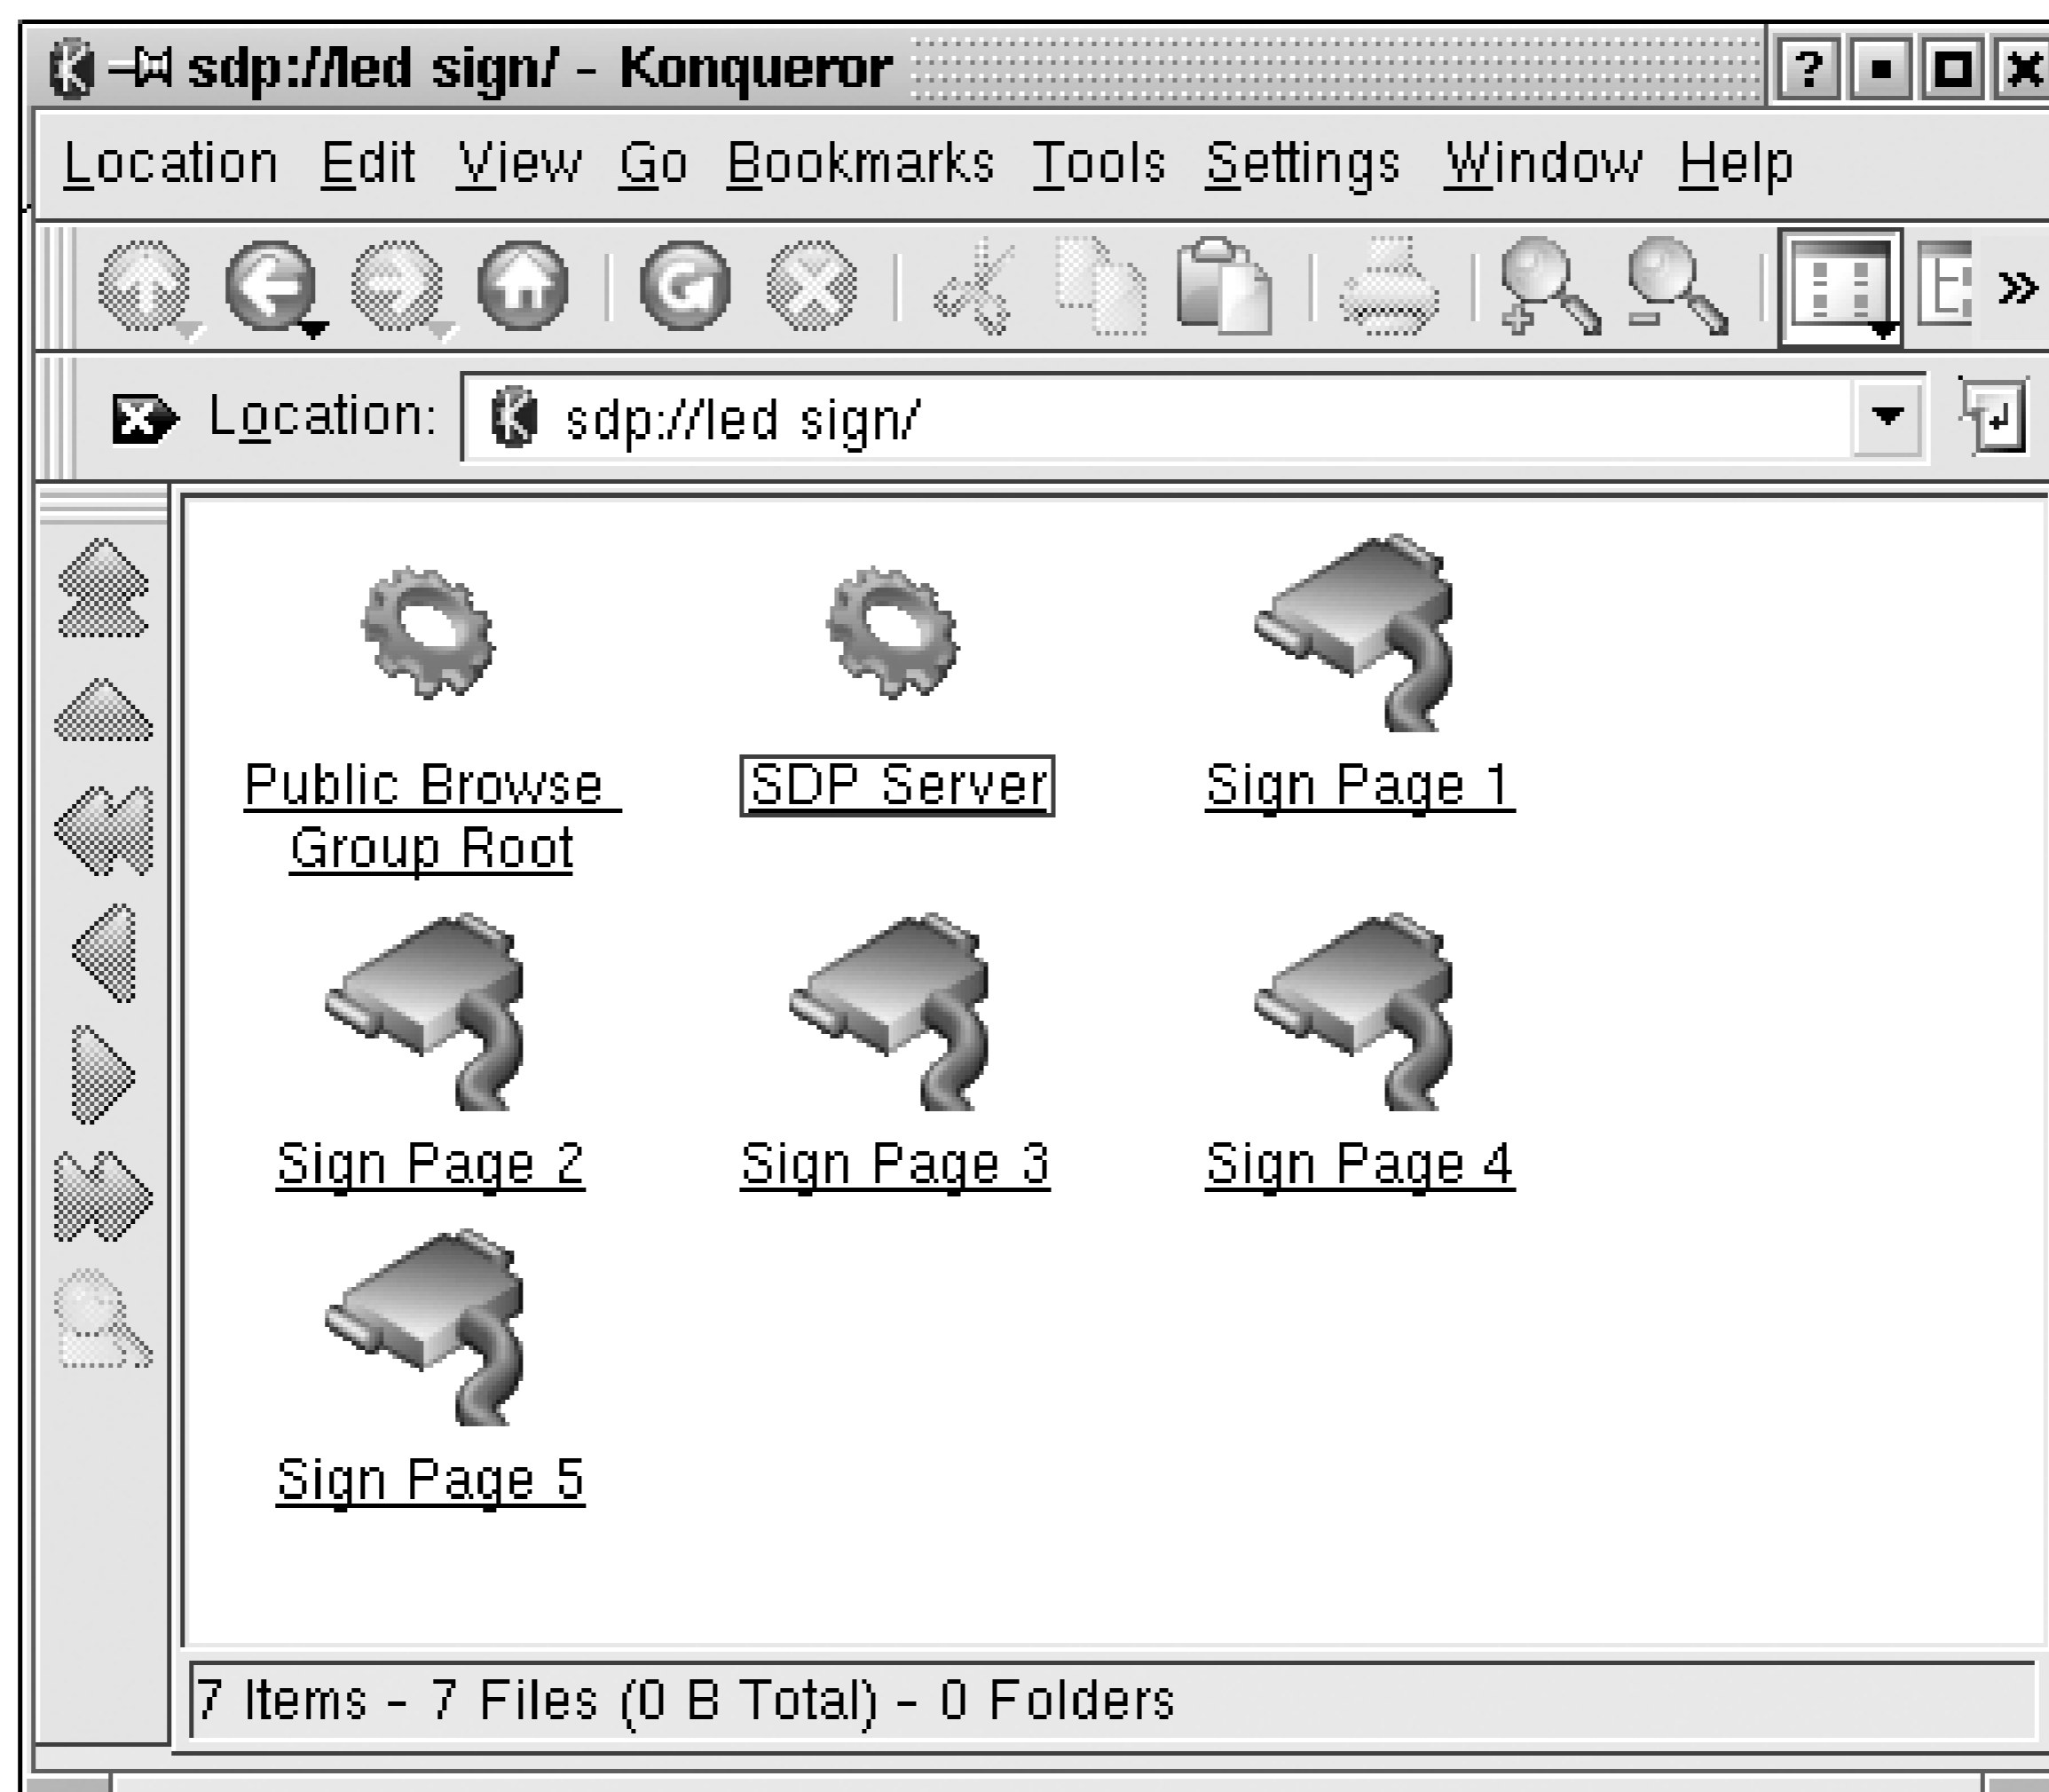 sdp://led sign/ - Konqueror
Location Edit View Go Bookmarks Tools Settings Window Help
Location: sdp://led sign/
Public Browse
Group Root
SDP Server
Sign Page 1
Sign Page 2
Sign Page 3
Sign Page 4
Sign Page 5
7 Items - 7 Files (0 B Total) - 0 Folders